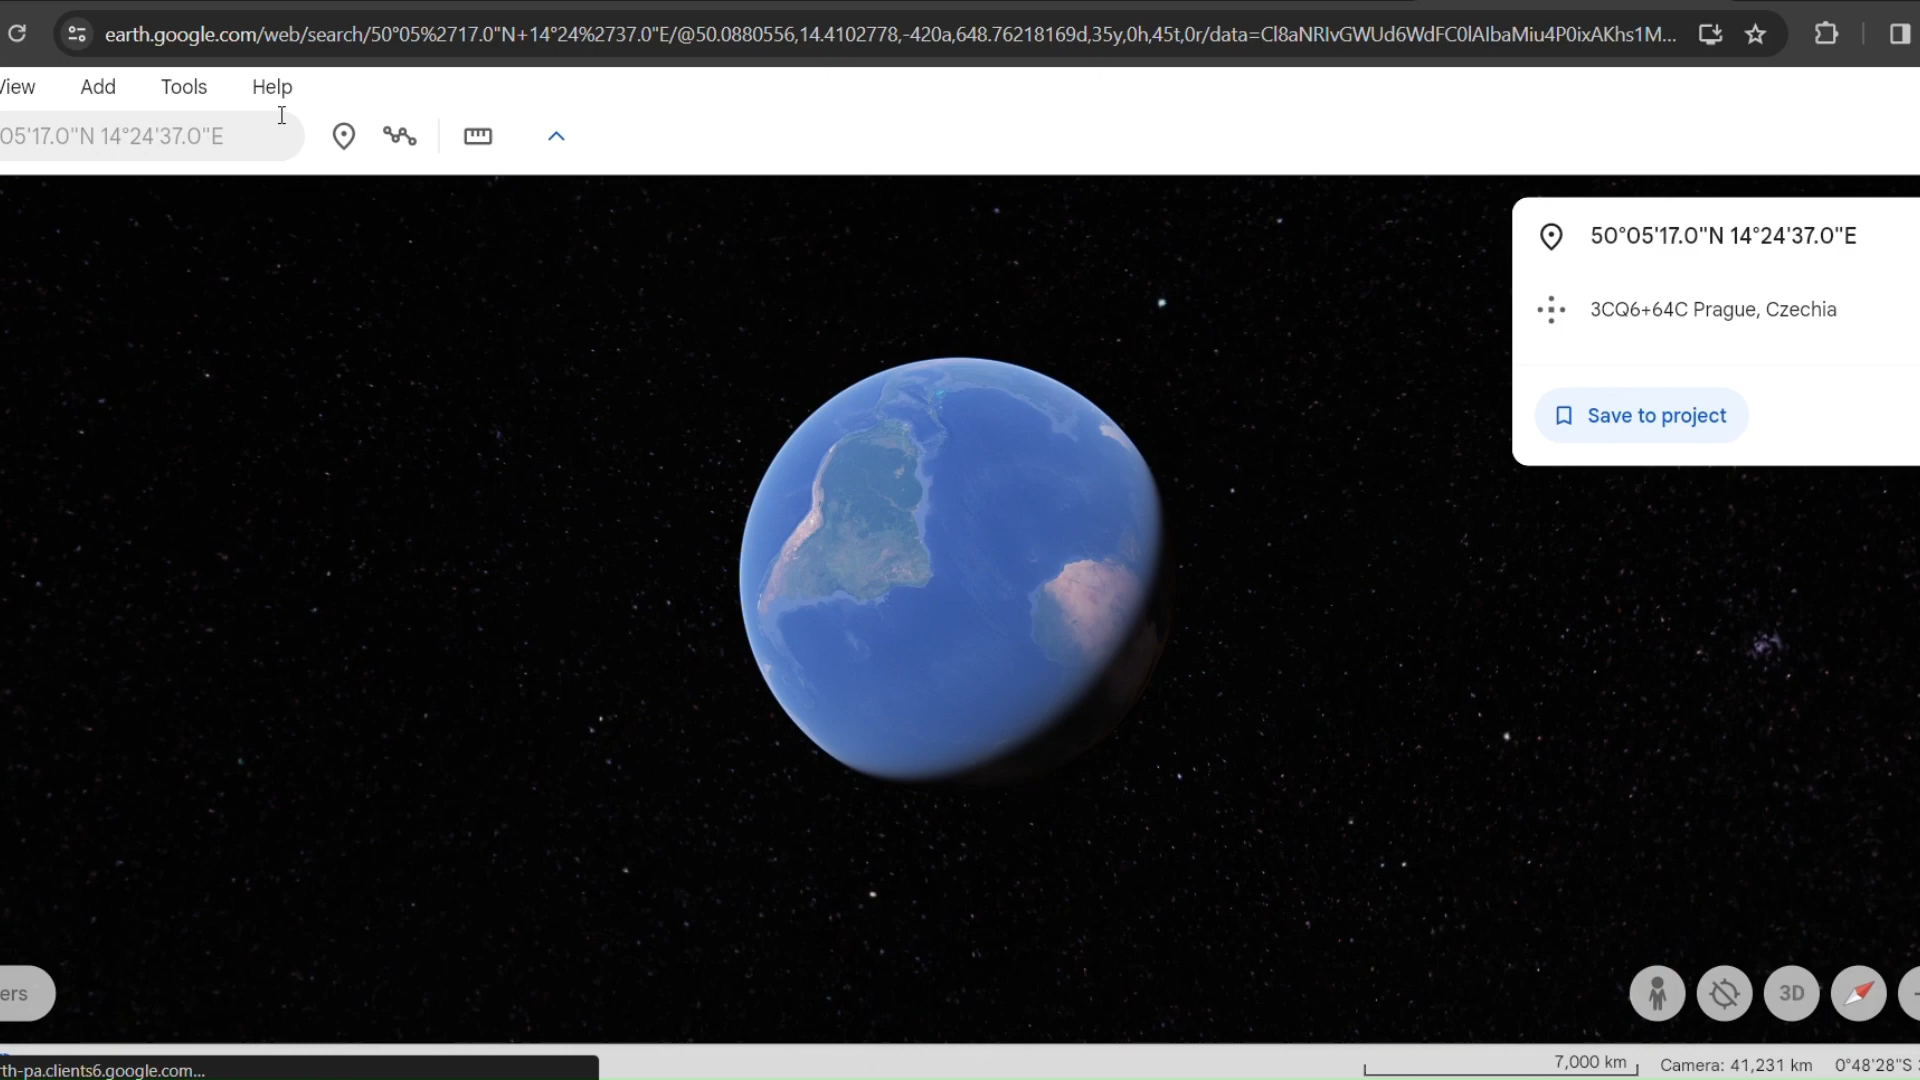 earth.google.com/web/search/50°05%2717.0"N+14°24%2737.0"E/@50.0880556,14.4102778,-420a,648.76218169d,35y,0h,45t,0r/data=
View Add Tools Help
05'17.0"N 14°24'37.0"E
50°05'17.0"N 14°24'37.0"E
3CQ6+64C Prague, Czechia
Save to project
ers
3D
7,000 km Camera: 41,231 km 0°48'28"S
th-pa.clients6.google.com...